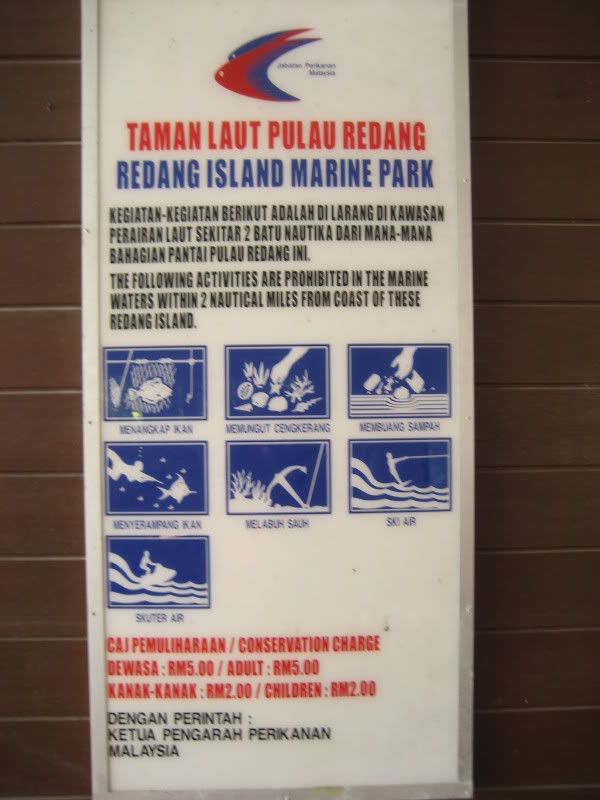 Jabatan Perikanan
Malaysia
TAMAN LAUT PULAU REDANG
REDANG ISLAND MARINE PARK
KEGIATAN-KEGIATAN BERIKUT ADALAH DI LARANG DI KAWASAN
PERAIRAN LAUT SEKITAR 2 BATU NAUTIKA DARI MANA-MANA
BAHAGIAN PANTAI PULAU REDANG INI.
THE FOLLOWING ACTIVITIES ARE PROHIBITED IN THE MARINE
WATERS WITHIN 2 NAUTICAL MILES FROM COAST OF THESE
REDANG ISLAND.
MENANGKAP IKAN
MEMUNGUT CENGKERANG
MEMBUANG SAMPAH
MENYERAMPANG IKAN
MELABUH SAUH
SKI AIR
SKUTER AIR
CAJ PEMULIHARAAN / CONSERVATION CHARGE
DEWASA : RM5.00 / ADULT : RM5.00
KANAK-KANAK : RM2.00 / CHILDREN : RM2.00
DENGAN PERINTAH :
KETUA PENGARAH PERIKANAN
MALAYSIA